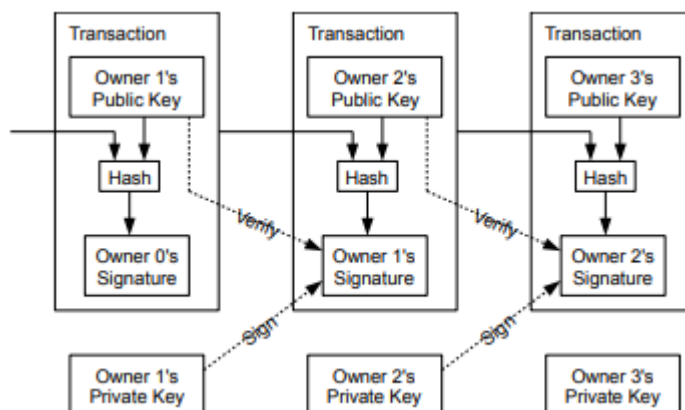 Transaction
Owner 1's
Public Key
Hash
Owner 0's
Signature
Transaction
Owner 2's
Public Key
Hash
Verify
Owner 1's
Signature
Transaction
Owner 3's
Public Key
Hash
Verify
Owner 2's
Signature
Owner 1's
Private Key
Sign
Owner 2's
Private Key
Sign
Owner 3's
Private Key